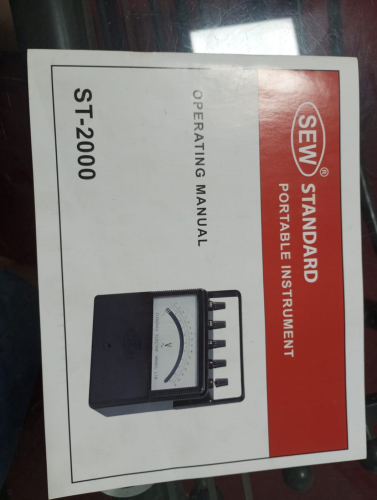 SEW® STANDARD
PORTABLE INSTRUMENT
OPERATING MANUAL
V
ST-2000